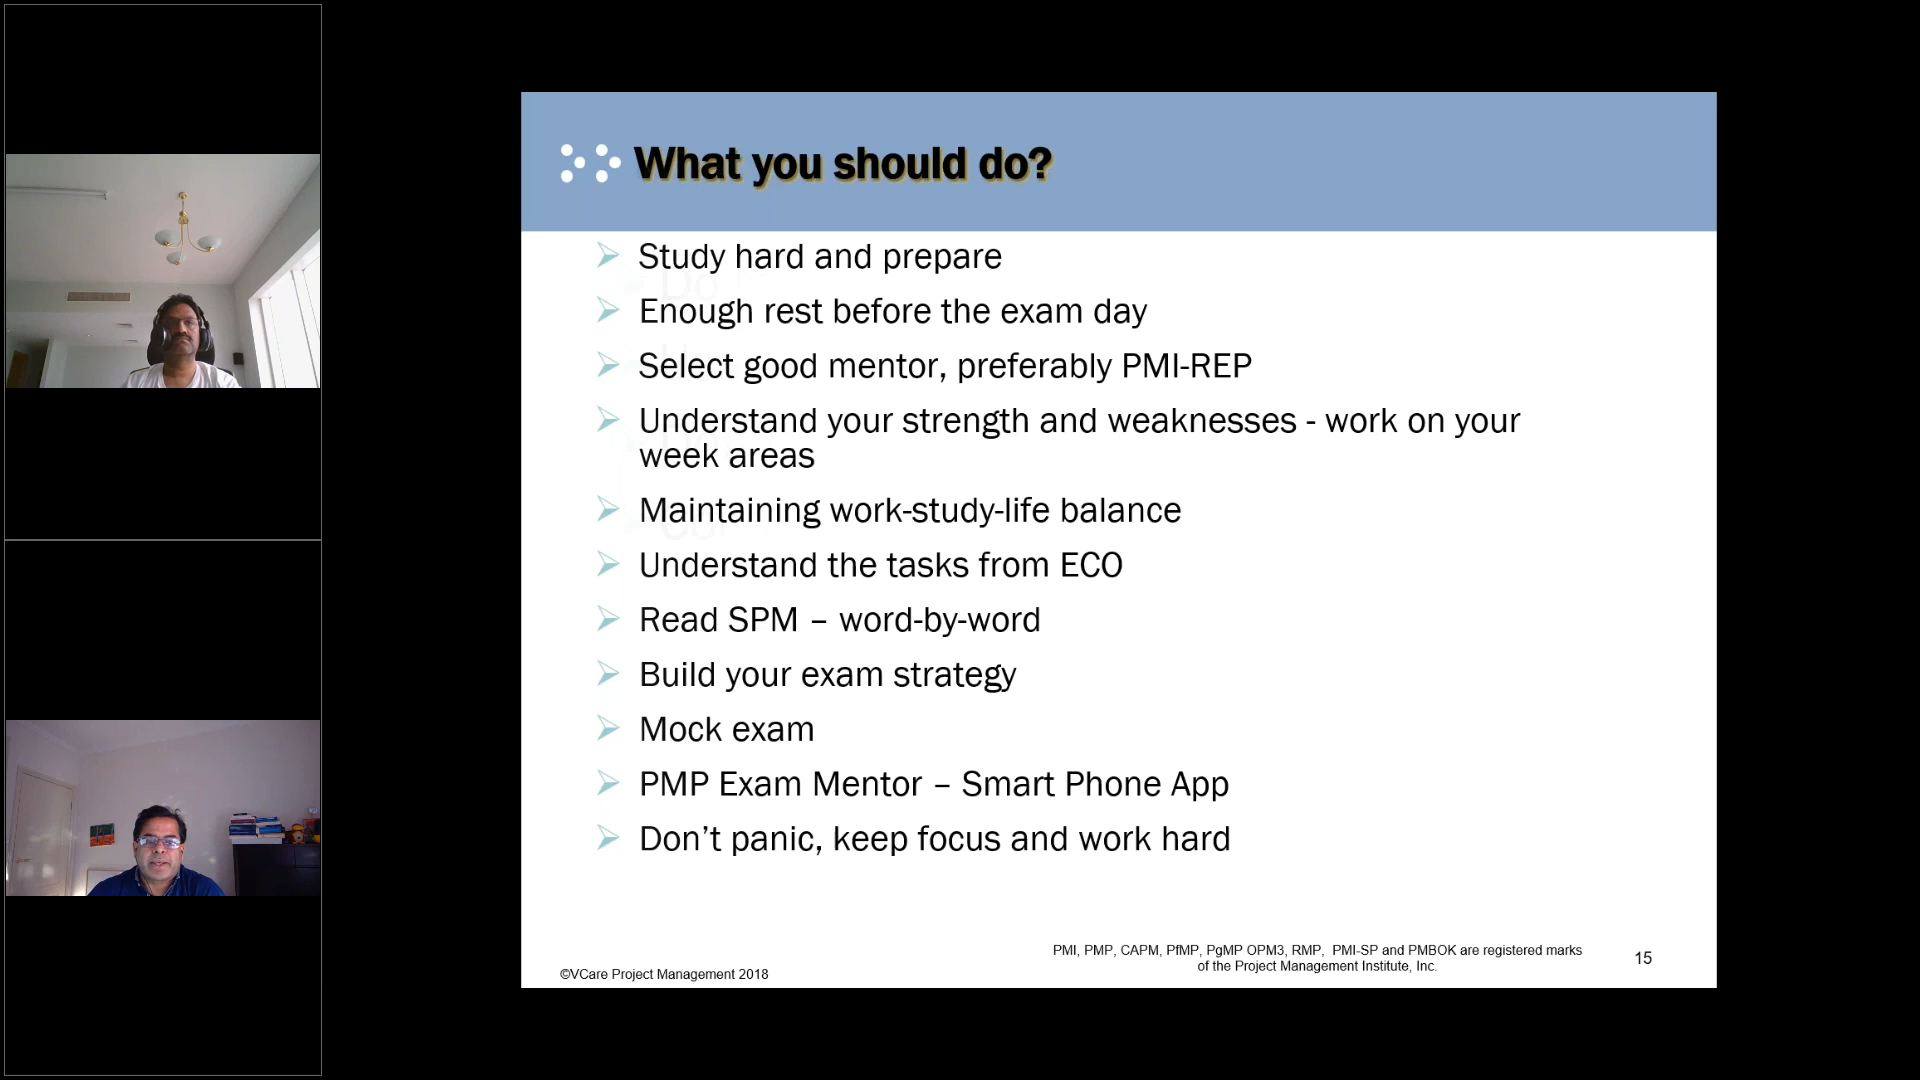 What you should do?
Study hard and prepare
Enough rest before the exam day
Select good mentor, preferably PMI-REP
Understand your strength and weaknesses - work on your
week areas
Maintaining work-study-life balance
Understand the tasks from ECO
Read SPM – word-by-word
Build your exam strategy
Mock exam
PMP Exam Mentor – Smart Phone App
Don’t panic, keep focus and work hard
PMI, PMP, CAPM, PfMP, PgMP OPM3, RMP, PMI-SP and PMBOK are registered marks
of the Project Management Institute, Inc.
15
©VCare Project Management 2018